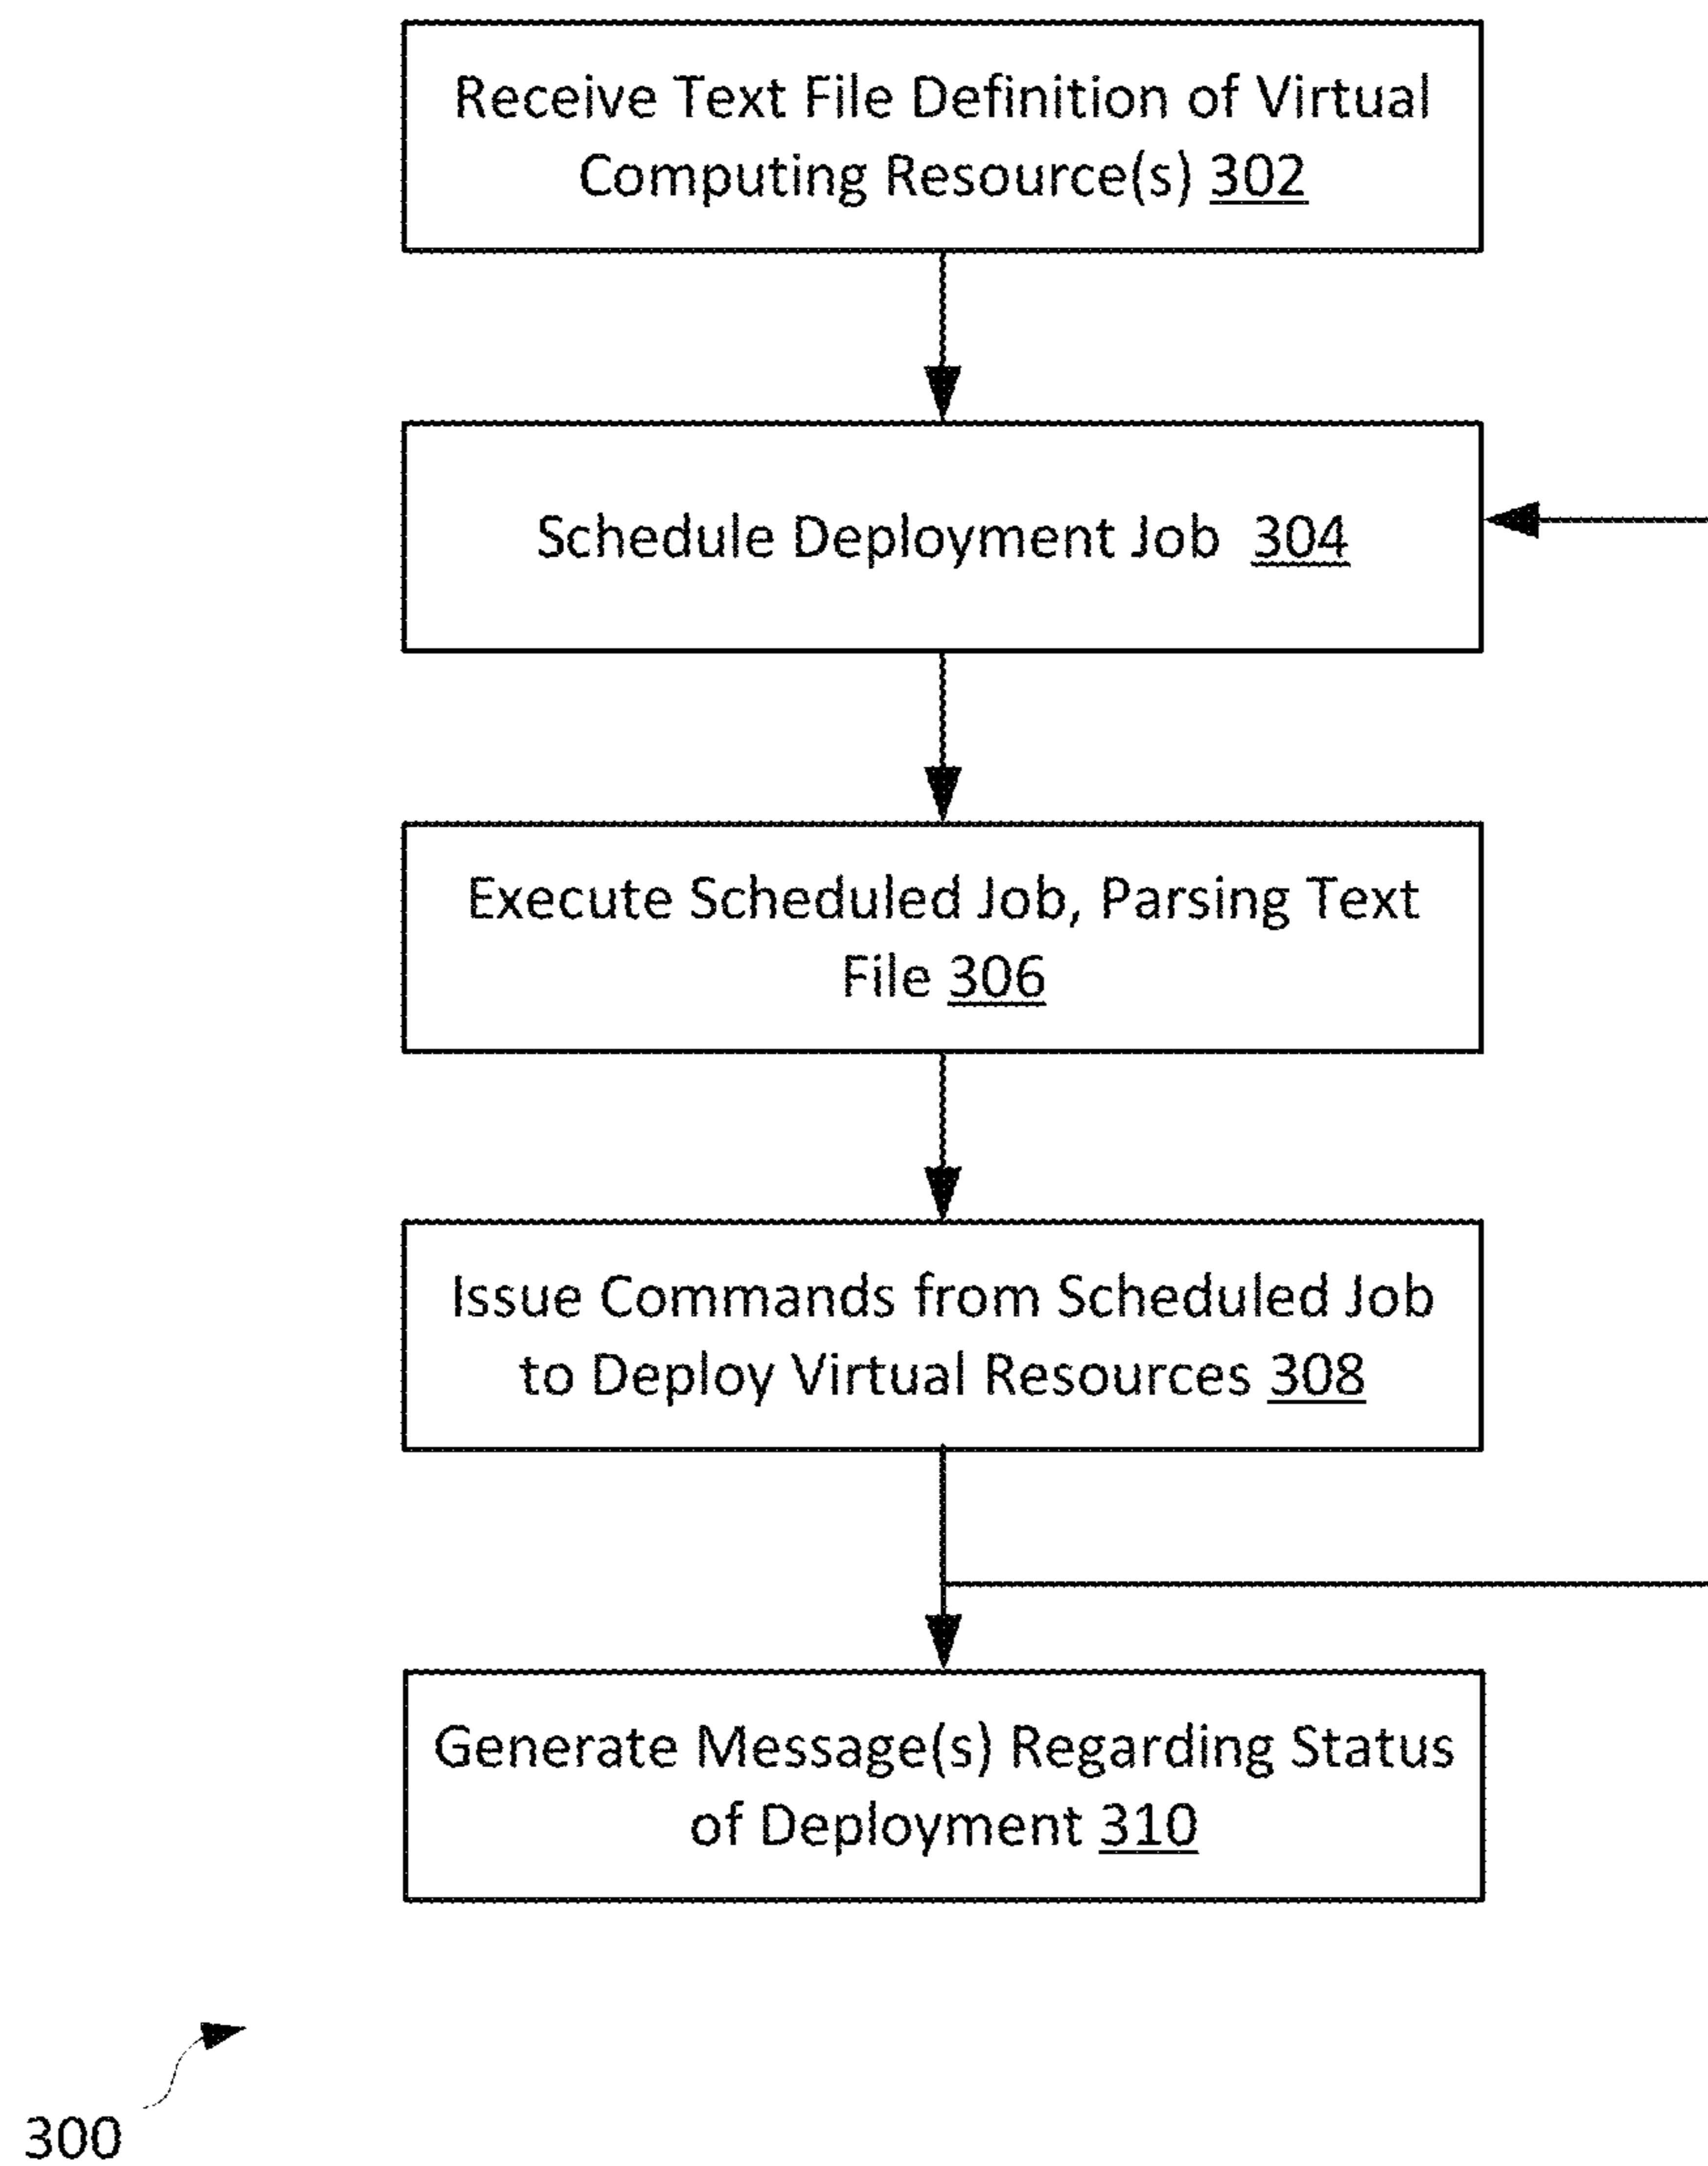 Receive Text File Definition of Virtual
Computing Resource(s) 302
Schedule Deployment Job 304
Execute Scheduled Job, Parsing Text
File 306
Issue Commands from Scheduled Job
to Deploy Virtual Resources 308
Generate Message(s) Regarding Status
of Deployment 310
300